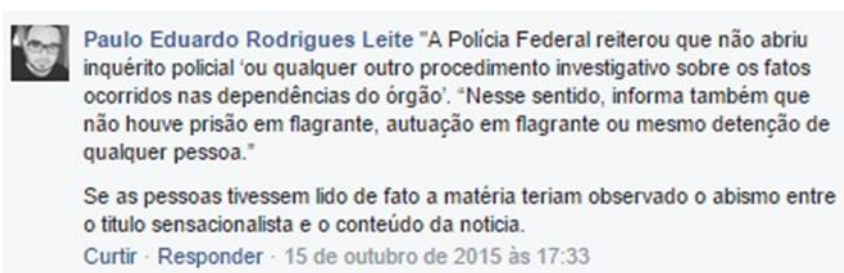 Paulo Eduardo Rodrigues Leite "A Polícia Federal reiterou que não abriu
inquérito policial 'ou qualquer outro procedimento investigativo sobre os fatos
ocorridos nas dependências do órgão'. "Nesse sentido, informa também que
não houve prisão em flagrante, autuação em flagrante ou mesmo detenção de
qualquer pessoa."
Se as pessoas tivessem lido de fato a matéria teriam observado o abismo entre
o titulo sensacionalista e o conteúdo da noticia.
Curtir · Responder · 15 de outubro de 2015 às 17:33